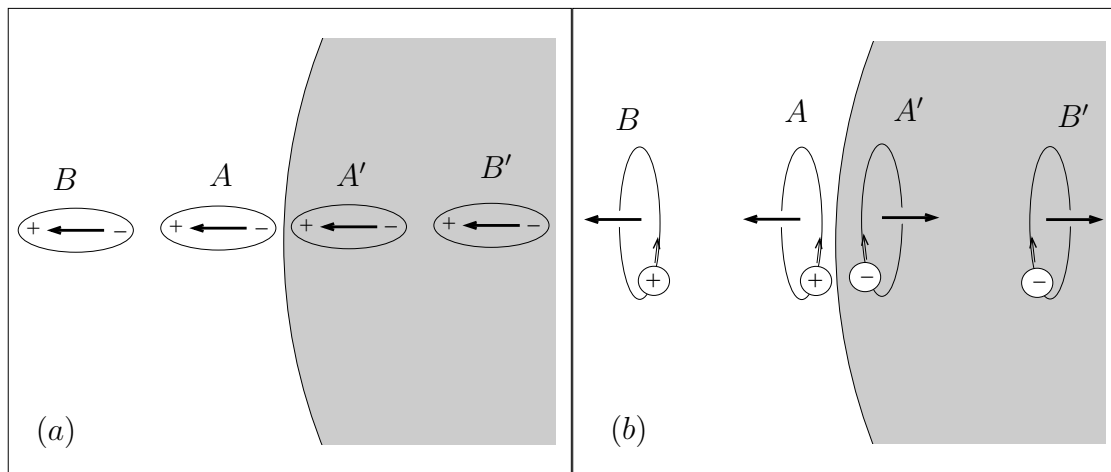 B A A′ B′
+ − + − + − + −
(a)
B A A′ B′
+ + − −
(b)